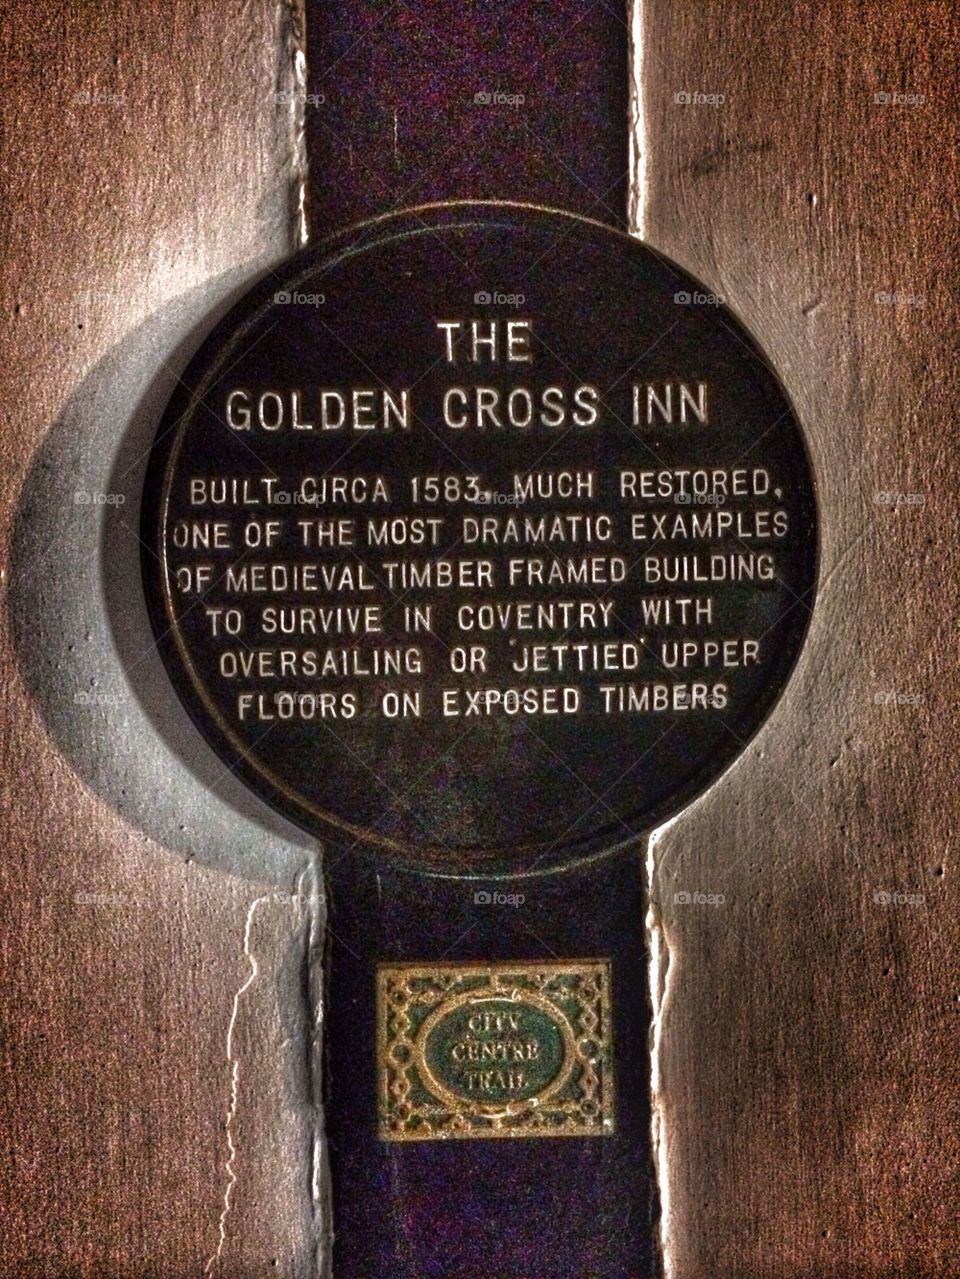 THE
GOLDEN CROSS INN
BUILT CIRCA 1583, MUCH RESTORED,
ONE OF THE MOST DRAMATIC EXAMPLES
OF MEDIEVAL TIMBER FRAMED BUILDING
TO SURVIVE IN COVENTRY WITH
OVERSAILING OR 'JETTIED' UPPER
FLOORS ON EXPOSED TIMBERS
CITY
CENTRE
TRAIL